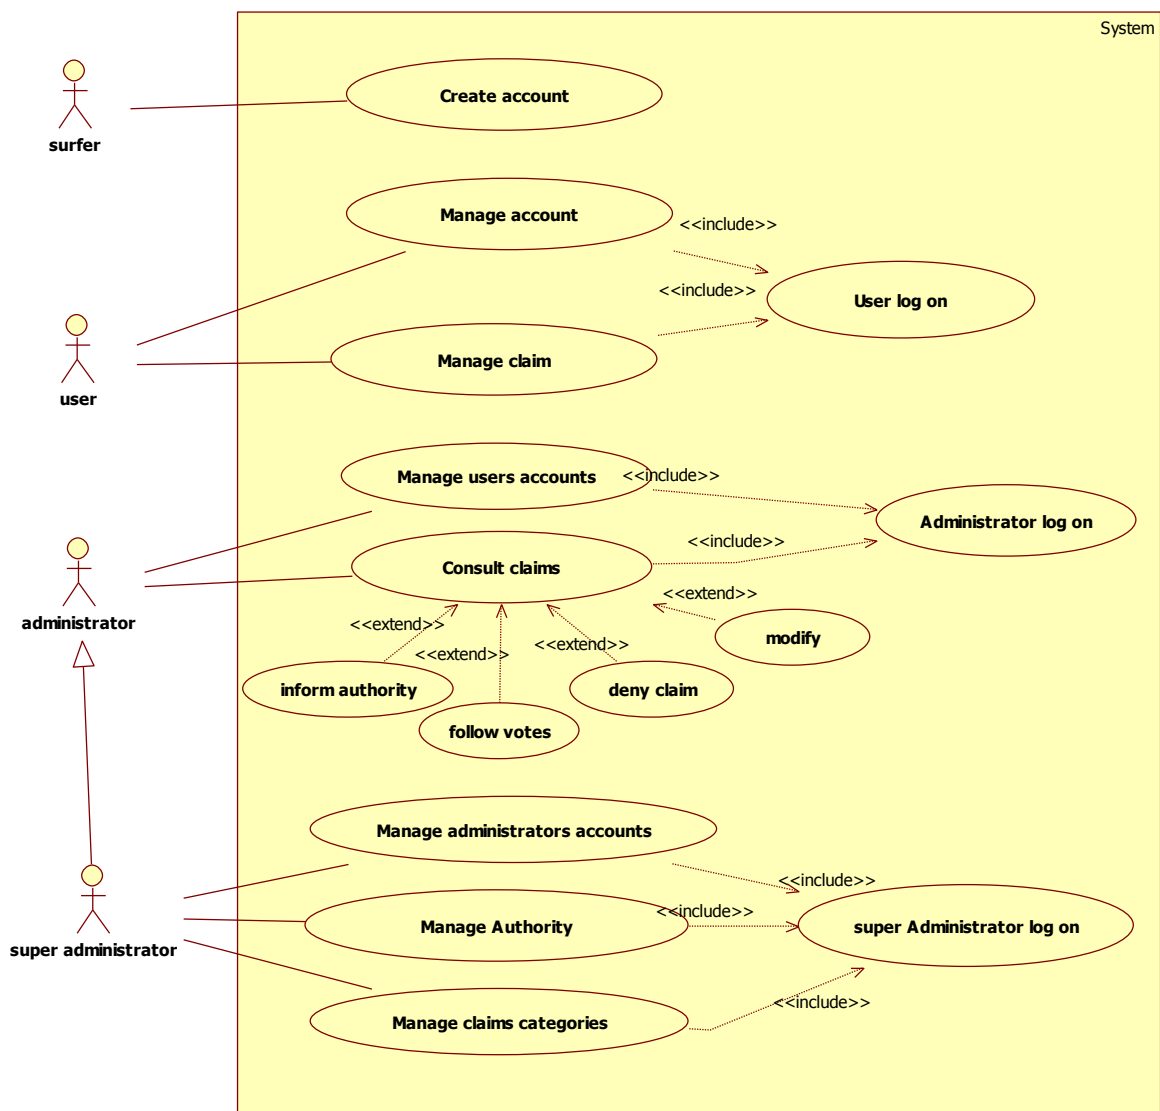 System
Create account
surfer
Manage account
<<include>>
<<include>>
User log on
Manage claim
user
Manage users accounts
<<include>>
Administrator log on
<<include>>
Consult claims
administrator
<<extend>>
<<extend>>
<<extend>>
<<extend>>
modify
inform authority
deny claim
follow votes
Manage administrators accounts
<<include>>
Manage Authority
<<include>>
super Administrator log on
super administrator
<<include>>
Manage claims categories